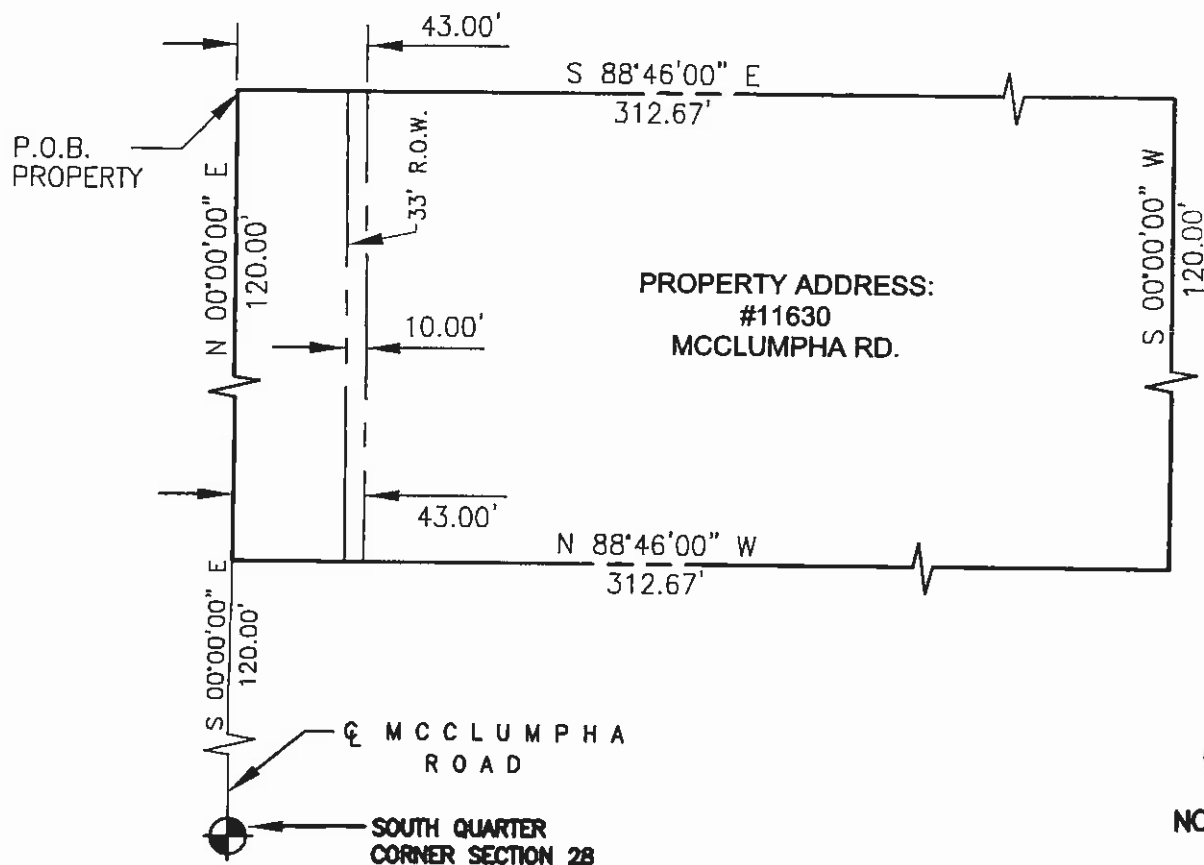 43.00'
S 88°46'00" E
312.67'
P.O.B.
PROPERTY
N 00°00'00" E
120.00'
33' R.O.W.
S 00°00'00" W
120.00'
PROPERTY ADDRESS:
#11630
MCCLUMPHA RD.
10.00'
43.00'
N 88°46'00" W
312.67'
S 00°00'00" E
120.00'
℄ MCCLUMPHA
ROAD
SOUTH QUARTER
CORNER SECTION 28